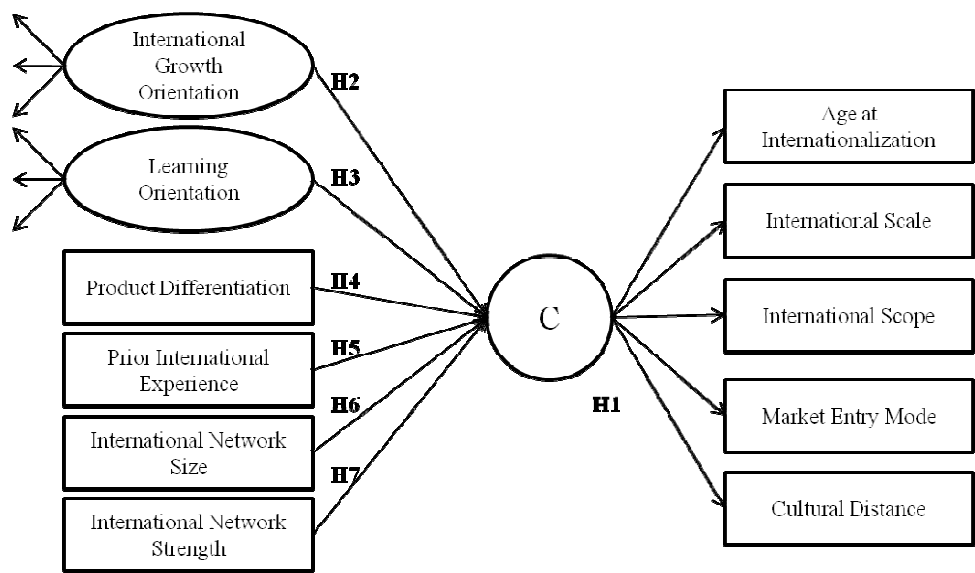 International
Growth
Orientation
H2
Learning
Orientation
H3
Product Differentiation
H4
Prior International
Experience
H5
International Network
Size
H6
International Network
Strength
H7
C
H1
Age at
Internationalization
International Scale
International Scope
Market Entry Mode
Cultural Distance